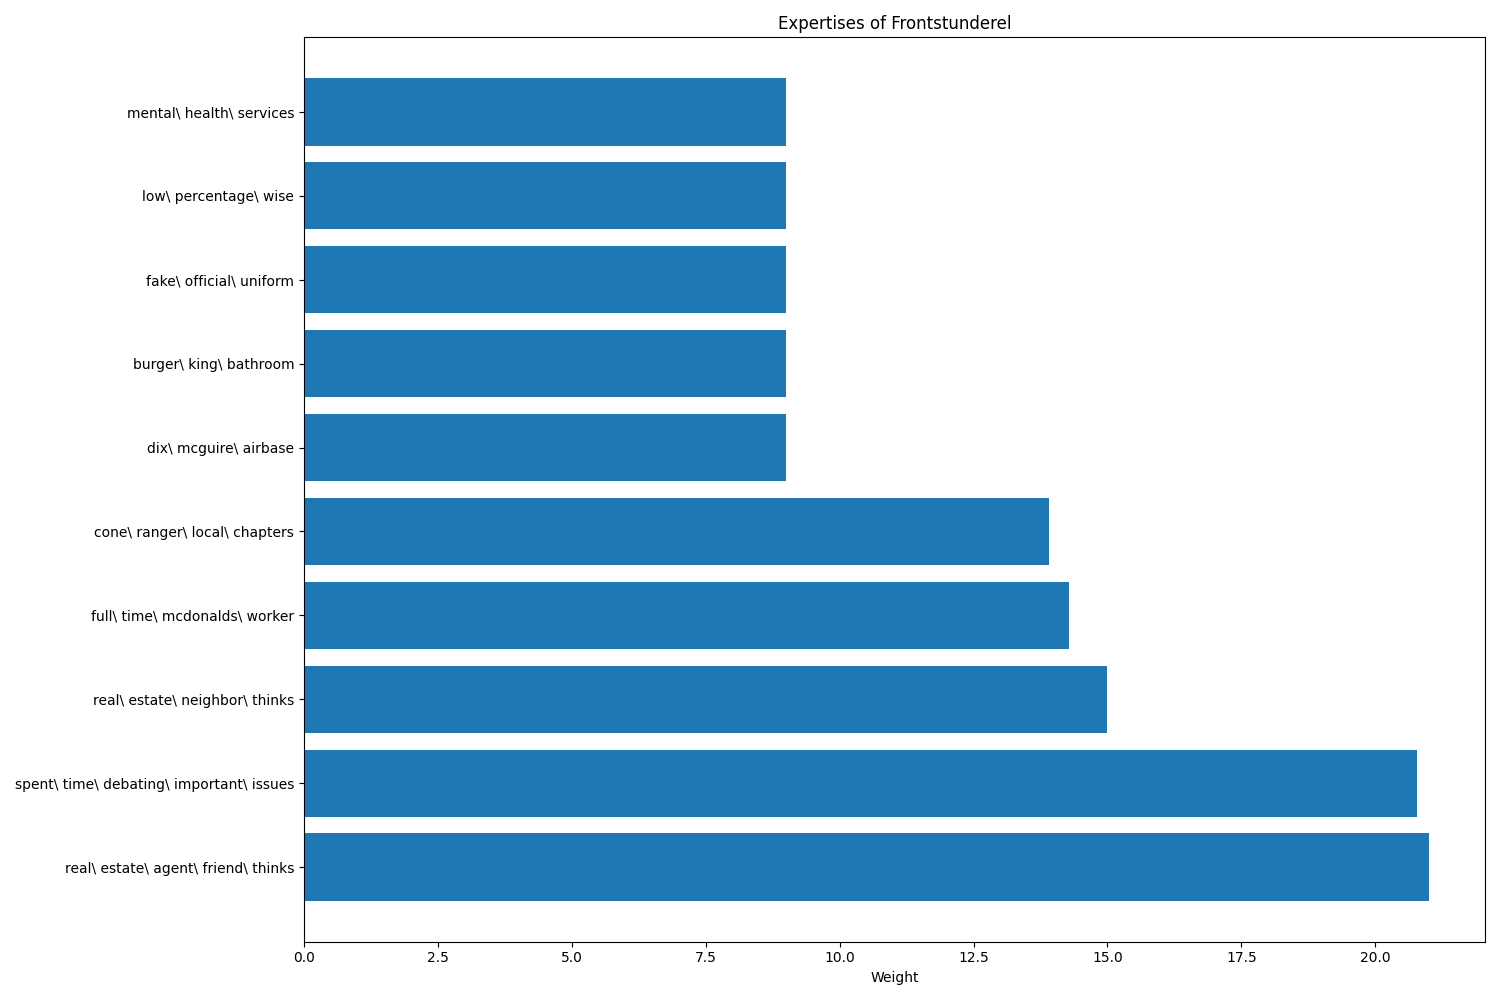 Expertises of Frontstunderel
mental\ health\ services
low\ percentage\ wise
fake\ official\ uniform
burger\ king\ bathroom
dix\ mcguire\ airbase
cone\ ranger\ local\ chapters
full\ time\ mcdonalds\ worker
real\ estate\ neighbor\ thinks
spent\ time\ debating\ important\ issues
real\ estate\ agent\ friend\ thinks
0.0 2.5 5.0 7.5 10.0 12.5 15.0 17.5 20.0
Weight